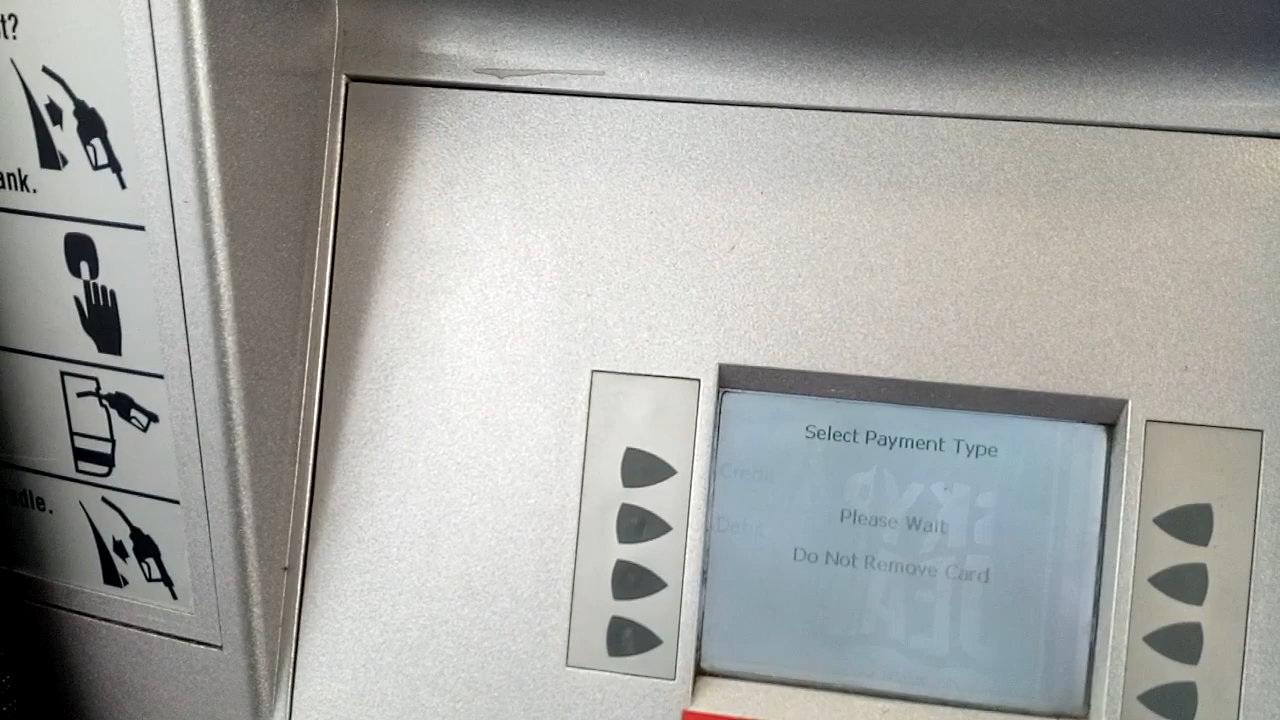 t?
ank.
adle.
Select Payment Type
Credit
Debit
Please Wait
Do Not Remove Card